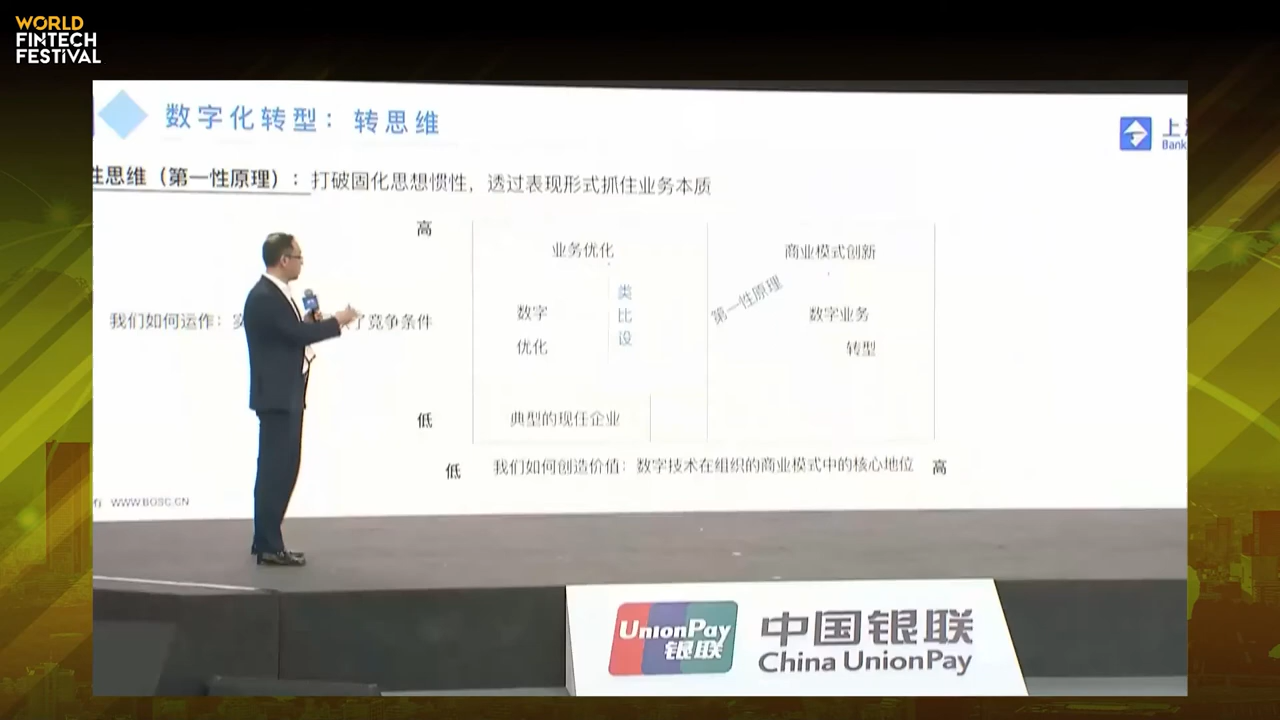 WORLD
FINTECH
FESTIVAL
数字化转型：转思维
上
Bank
性思维（第一性原理）：打破固化思想惯性，透过表现形式抓住业务本质
高
业务优化
商业模式创新
类
比
设
第一性原理
数字
优化
数字业务
转型
我们如何运作：
了竞争条件
低
典型的现任企业
低
我们如何创造价值：数字技术在组织的商业模式中的核心地位
高
WWW.BOSC.CN
UnionPay
银联
中国银联
China UnionPay